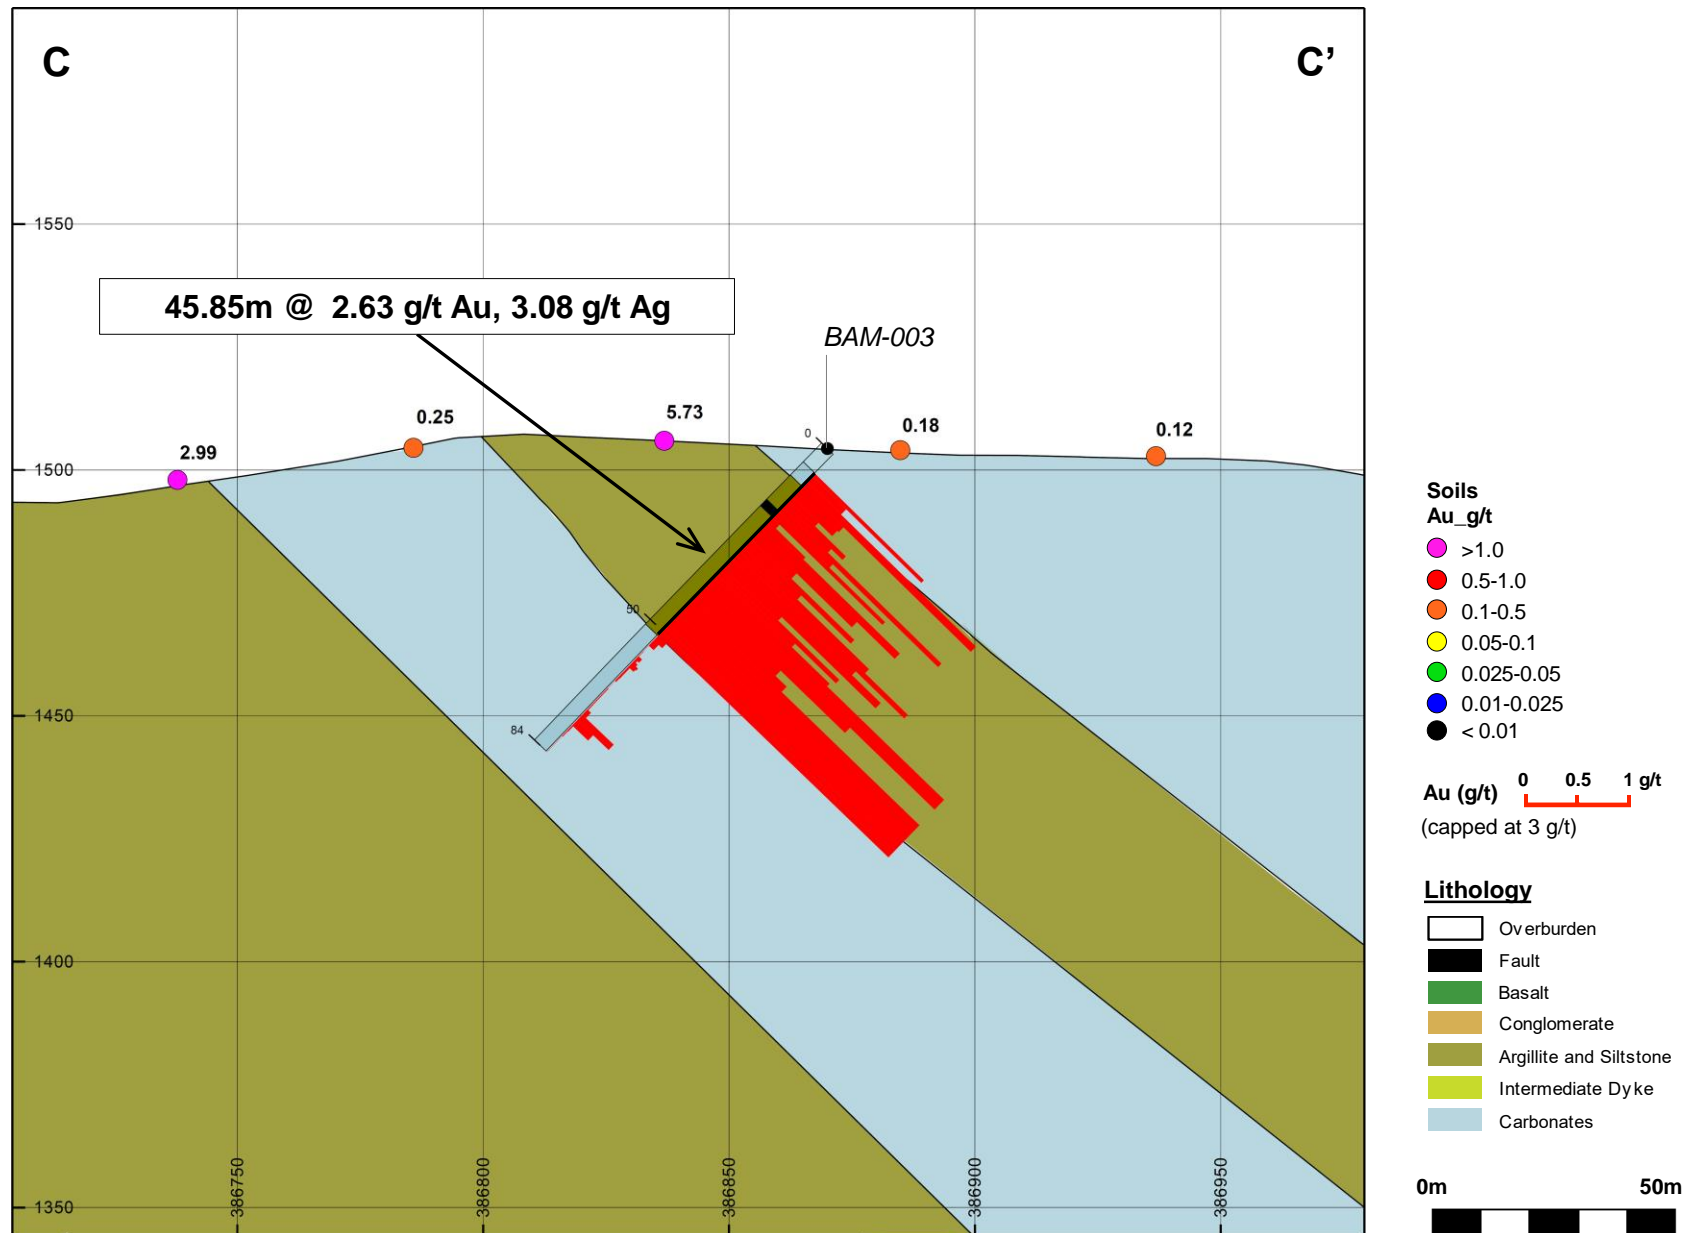 C
C’
1550
45.85m @ 2.63 g/t Au, 3.08 g/t Ag
BAM-003
5.73
0.25
0.18
0.12
0
2.99
1500
50
1450
84
1400
1350
386750
386800
386850
386900
386950
Soils
Au_g/t
>1.0
0.5-1.0
0.1-0.5
0.05-0.1
0.025-0.05
0.01-0.025
< 0.01
0 0.5 1 g/t
Au (g/t)
(capped at 3 g/t)
Lithology
Overburden
Fault
Basalt
Conglomerate
Argillite and Siltstone
Intermediate Dyke
Carbonates
0m 50m